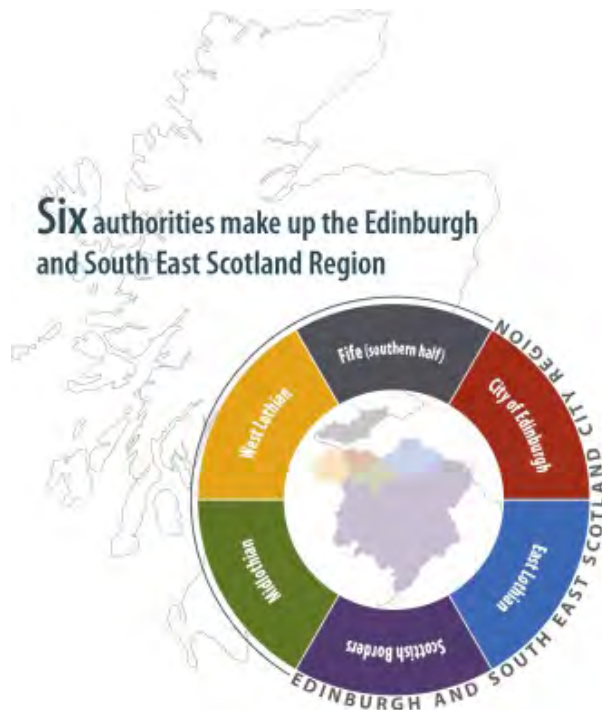 Six authorities make up the Edinburgh
and South East Scotland Region
Fife (southern half)
City of Edinburgh
East Lothian
Scottish Borders
Midlothian
West Lothian
EDINBURGH AND SOUTH EAST SCOTLAND CITY REGION